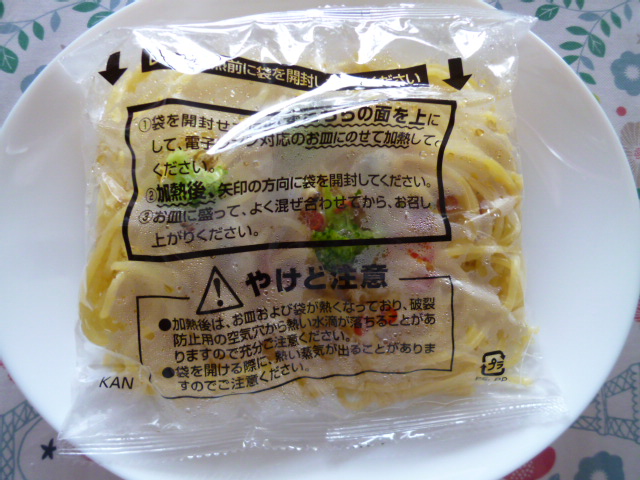 前に袋を開封し ください
①袋を開封せ ちらの面を上に
して、電子 対応のお皿にのせて加熱して
ください。
②加熱後、矢印の方向に袋を開封してください。
③お皿に盛って、よく混ぜ合わせてから、お召し
上がりください。
やけど注意
●加熱後は、お皿および袋が熱くなっており、破裂
防止用の空気穴から熱い水滴が落ちることがあ
りますので充分ご注意ください。
●袋を開ける際に、熱い蒸気が出ることがありま
すのでご注意ください。
KAN
プラ